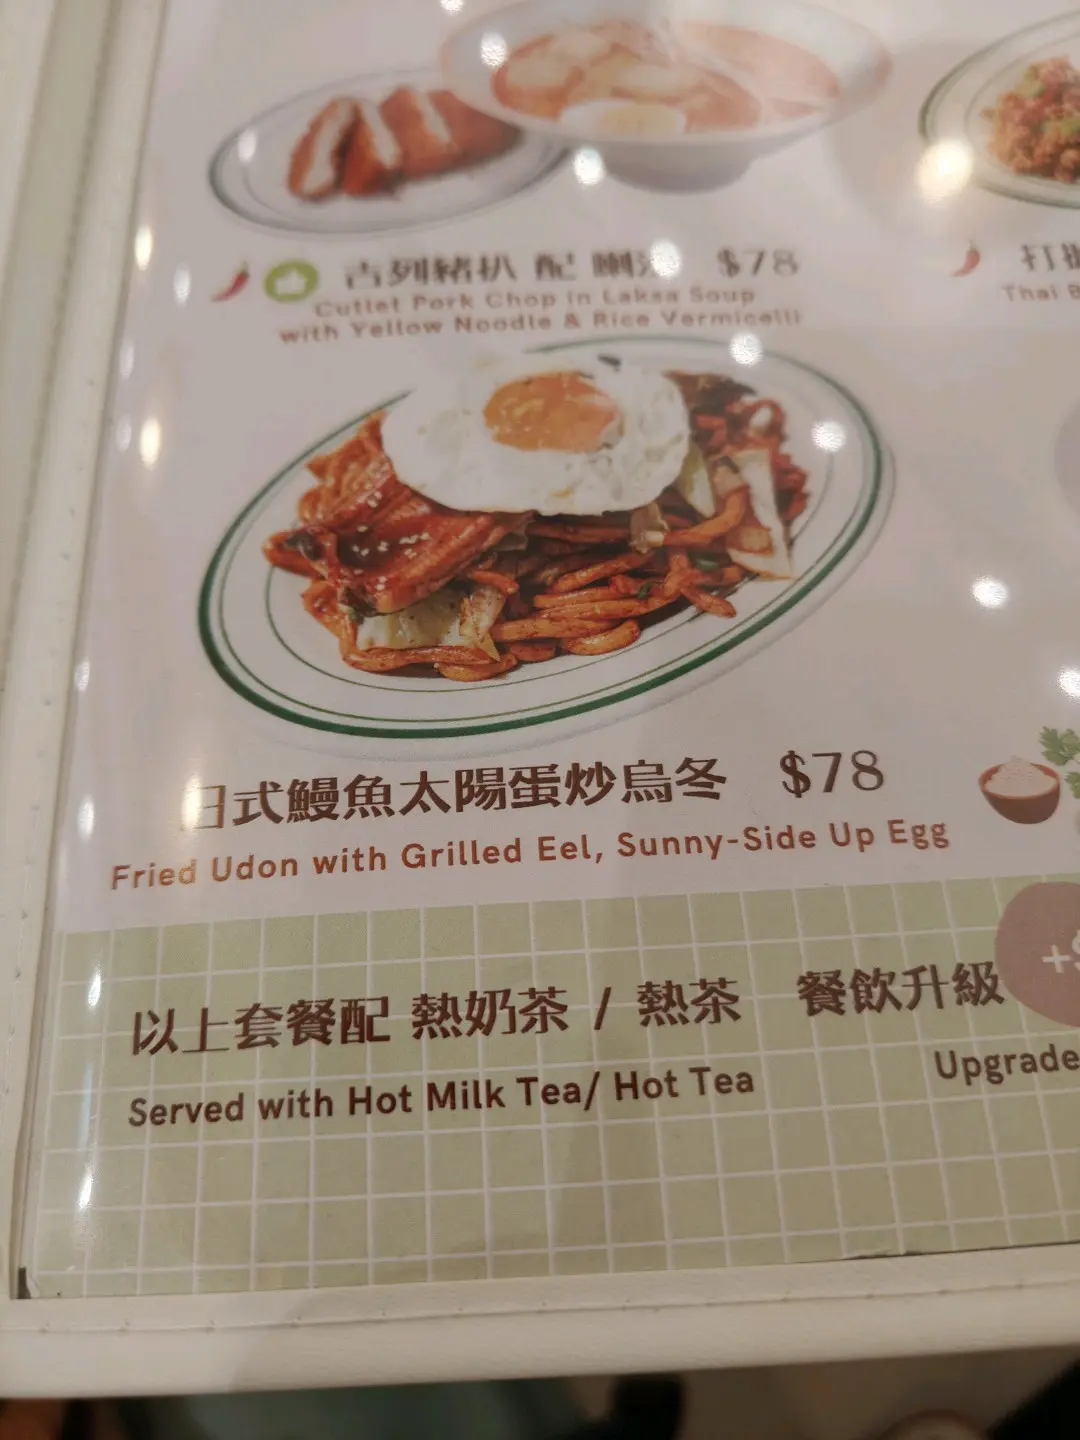 吉列豬扒 配 喇 $78
Cutlet Pork Chop in Laksa Soup
with Yellow Noodle & Rice Vermicelli
打
Thai B
日式鰻魚太陽蛋炒烏冬 $78
Fried Udon with Grilled Eel, Sunny-Side Up Egg
以上套餐配 熱奶茶 / 熱茶 餐飲升級
+$
Served with Hot Milk Tea/ Hot Tea
Upgrade